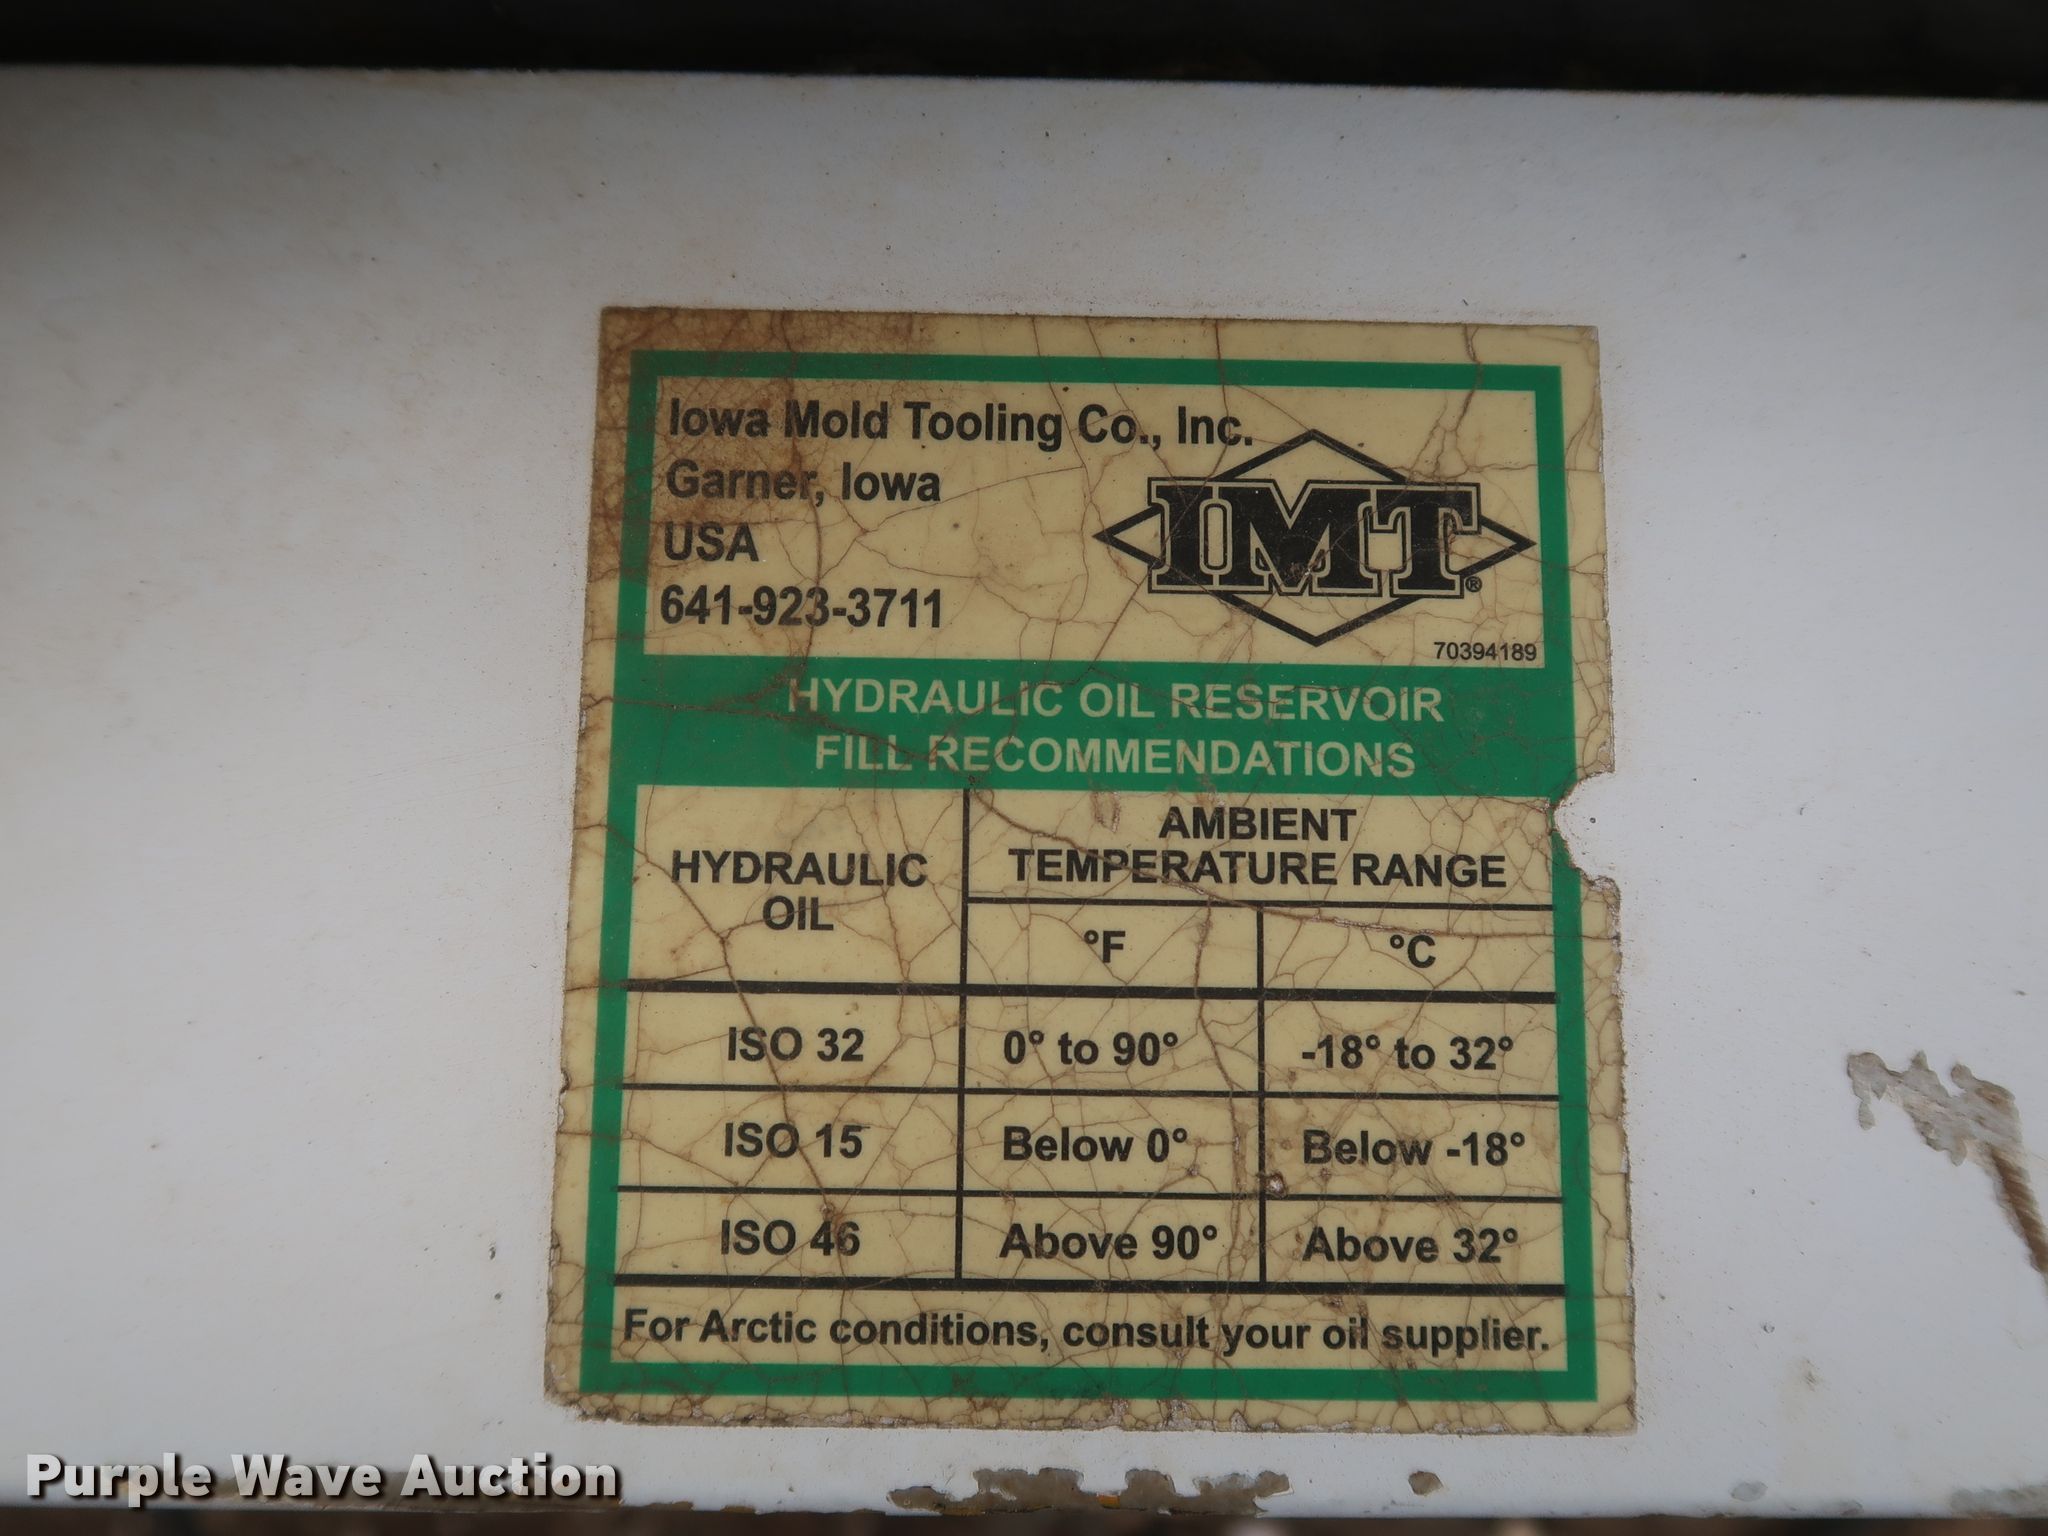 Iowa Mold Tooling Co., Inc.
Garner, Iowa
USA
641-923-3711
IMT®
70394189
HYDRAULIC OIL RESERVOIR
FILL RECOMMENDATIONS
HYDRAULIC
OIL
AMBIENT
TEMPERATURE RANGE
°F °C
ISO 32 0° to 90° -18° to 32°
ISO 15 Below 0° Below -18°
ISO 46 Above 90° Above 32°
For Arctic conditions, consult your oil supplier.
Purple Wave Auction